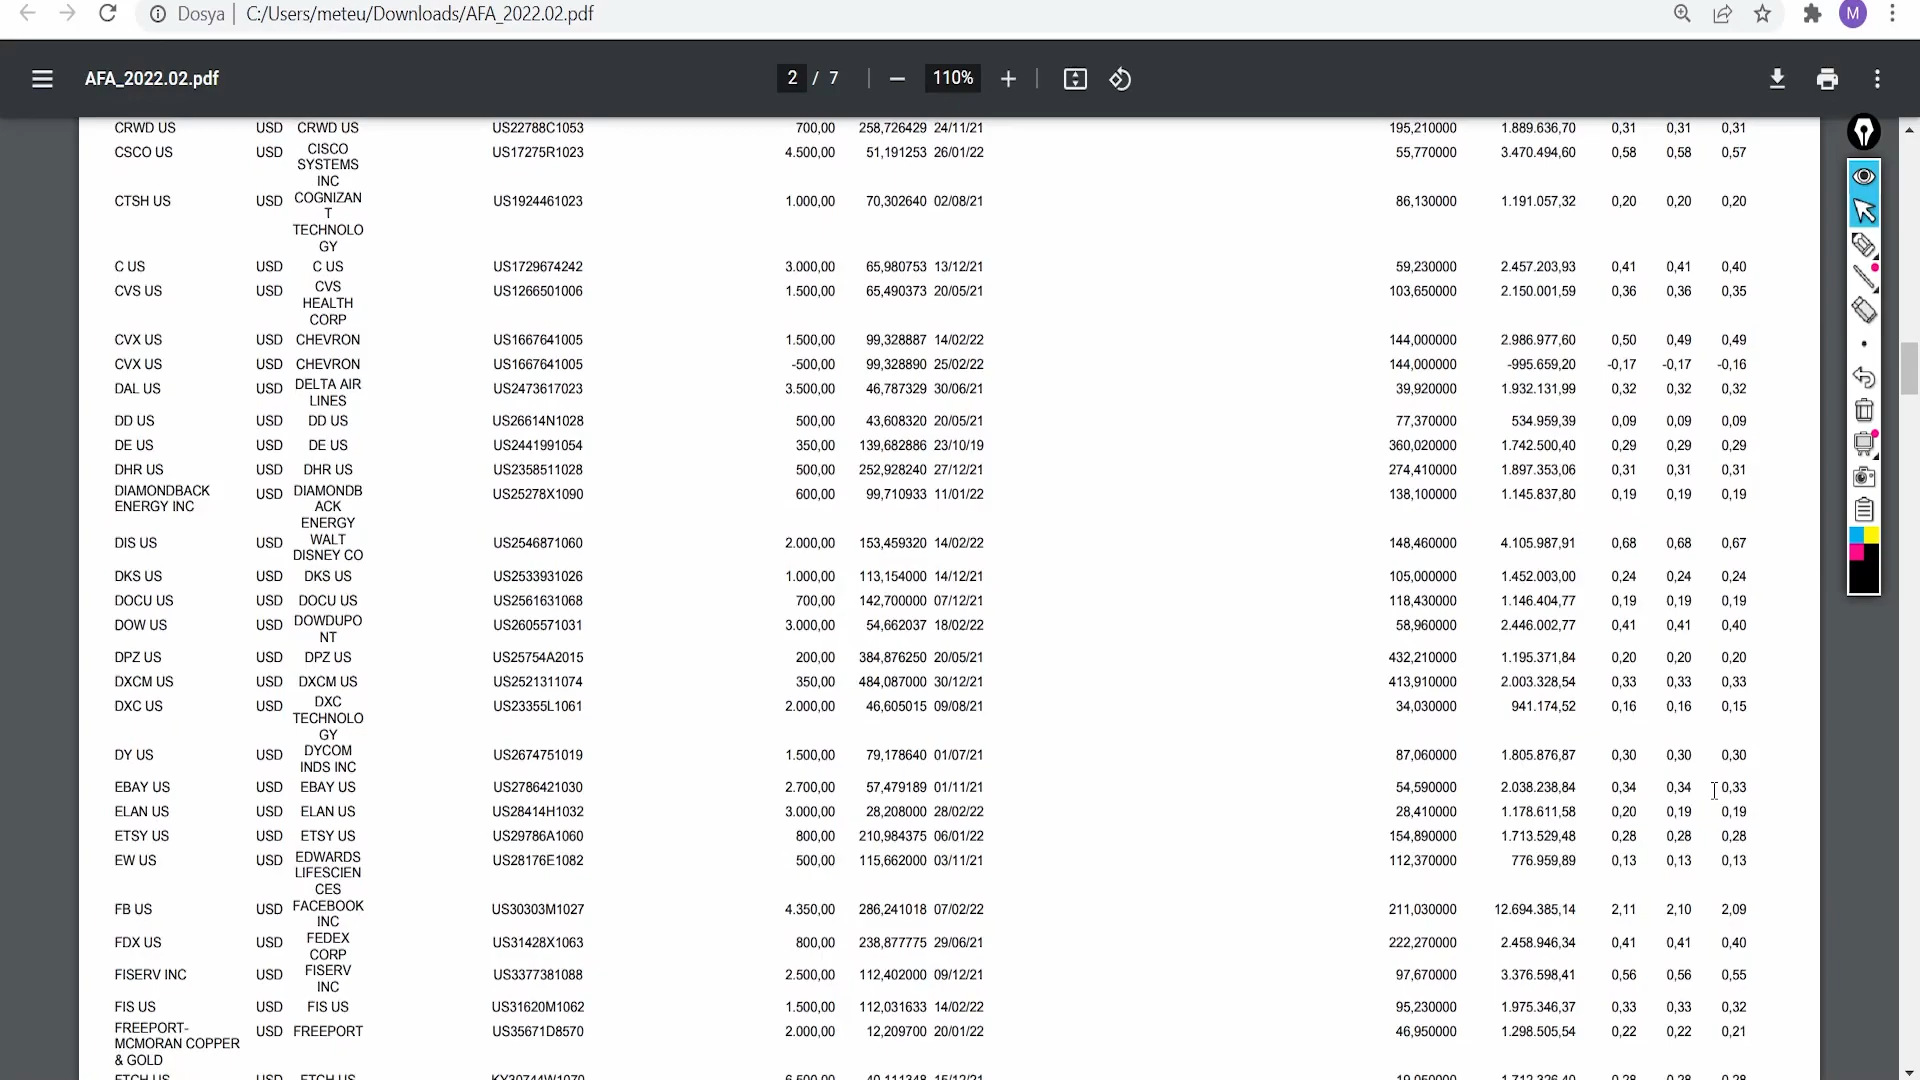 Dosya | C:/Users/meteu/Downloads/AFA_2022.02.pdf M
AFA_2022.02.pdf 2 / 7 110%
CRWD US USD CRWD US US22788C1053 700,00 258,726429 24/11/21 195,210000 1.889.636,70 0,31 0,31 0,31
CSCO US USD CISCO SYSTEMS INC US17275R1023 4.500,00 51,191253 26/01/22 55,770000 3.470.494,60 0,58 0,58 0,57
CTSH US USD COGNIZAN T TECHNOLO GY US1924461023 1.000,00 70,302640 02/08/21 86,130000 1.191.057,32 0,20 0,20 0,20
C US USD C US US1729674242 3.000,00 65,980753 13/12/21 59,230000 2.457.203,93 0,41 0,41 0,40
CVS US USD CVS HEALTH CORP US1266501006 1.500,00 65,490373 20/05/21 103,650000 2.150.001,59 0,36 0,36 0,35
CVX US USD CHEVRON US1667641005 1.500,00 99,328887 14/02/22 144,000000 2.986.977,60 0,50 0,49 0,49
CVX US USD CHEVRON US1667641005 -500,00 99,328890 25/02/22 144,000000 -995.659,20 -0,17 -0,17 -0,16
DAL US USD DELTA AIR LINES US2473617023 3.500,00 46,787329 30/06/21 39,920000 1.932.131,99 0,32 0,32 0,32
DD US USD DD US US26614N1028 500,00 43,608320 20/05/21 77,370000 534.959,39 0,09 0,09 0,09
DE US USD DE US US2441991054 350,00 139,682886 23/10/19 360,020000 1.742.500,40 0,29 0,29 0,29
DHR US USD DHR US US2358511028 500,00 252,928240 27/12/21 274,410000 1.897.353,06 0,31 0,31 0,31
DIAMONDBACK ENERGY INC USD DIAMONDB ACK ENERGY US25278X1090 600,00 99,710933 11/01/22 138,100000 1.145.837,80 0,19 0,19 0,19
DIS US USD WALT DISNEY CO US2546871060 2.000,00 153,459320 14/02/22 148,460000 4.105.987,91 0,68 0,68 0,67
DKS US USD DKS US US2533931026 1.000,00 113,154000 14/12/21 105,000000 1.452.003,00 0,24 0,24 0,24
DOCU US USD DOCU US US2561631068 700,00 142,700000 07/12/21 118,430000 1.146.404,77 0,19 0,19 0,19
DOW US USD DOWDUPO NT US2605571031 3.000,00 54,662037 18/02/22 58,960000 2.446.002,77 0,41 0,41 0,40
DPZ US USD DPZ US US25754A2015 200,00 384,876250 20/05/21 432,210000 1.195.371,84 0,20 0,20 0,20
DXCM US USD DXCM US US2521311074 350,00 484,087000 30/12/21 413,910000 2.003.328,54 0,33 0,33 0,33
DXC US USD DXC TECHNOLO GY US23355L1061 2.000,00 46,605015 09/08/21 34,030000 941.174,52 0,16 0,16 0,15
DY US USD DYCOM INDS INC US2674751019 1.500,00 79,178640 01/07/21 87,060000 1.805.876,87 0,30 0,30 0,30
EBAY US USD EBAY US US2786421030 2.700,00 57,479189 01/11/21 54,590000 2.038.238,84 0,34 0,34 0,33
ELAN US USD ELAN US US28414H1032 3.000,00 28,208000 28/02/22 28,410000 1.178.611,58 0,20 0,19 0,19
ETSY US USD ETSY US US29786A1060 800,00 210,984375 06/01/22 154,890000 1.713.529,48 0,28 0,28 0,28
EW US USD EDWARDS LIFESCIEN CES US28176E1082 500,00 115,662000 03/11/21 112,370000 776.959,89 0,13 0,13 0,13
FB US USD FACEBOOK INC US30303M1027 4.350,00 286,241018 07/02/22 211,030000 12.694.385,14 2,11 2,10 2,09
FDX US USD FEDEX CORP US31428X1063 800,00 238,877775 29/06/21 222,270000 2.458.946,34 0,41 0,41 0,40
FISERV INC USD FISERV INC US3377381088 2.500,00 112,402000 09/12/21 97,670000 3.376.598,41 0,56 0,56 0,55
FIS US USD FIS US US31620M1062 1.500,00 112,031633 14/02/22 95,230000 1.975.346,37 0,33 0,33 0,32
FREEPORT-MCMORAN COPPER & GOLD USD FREEPORT US35671D8570 2.000,00 12,209700 20/01/22 46,950000 1.298.505,54 0,22 0,22 0,21
FTCH US USD FTCH US